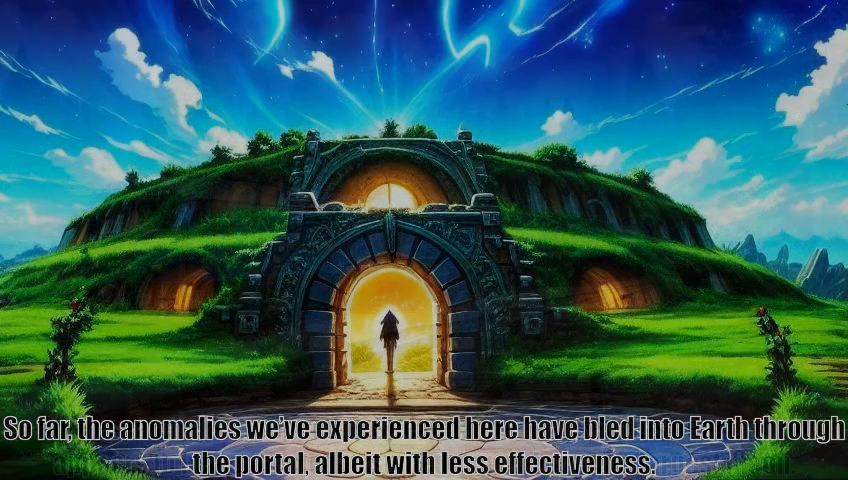 So far, the anomalies we've experienced here have bled into Earth through
the portal, albeit with less effectiveness.